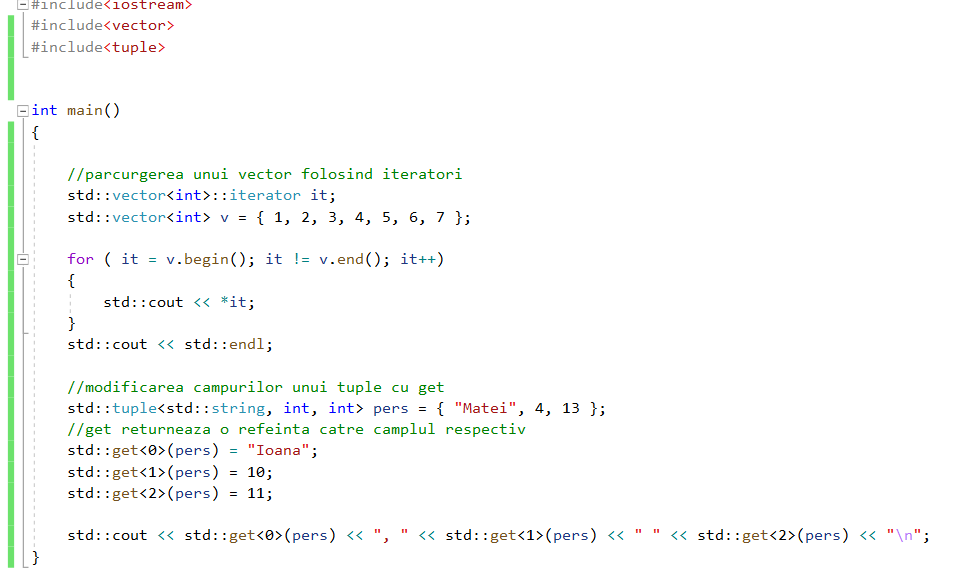 #include<iostream>
#include<vector>
#include<tuple>
int main()
{
//parcurgerea unui vector folosind iteratori
std::vector<int>::iterator it;
std::vector<int> v = { 1, 2, 3, 4, 5, 6, 7 };
for ( it = v.begin(); it != v.end(); it++)
{
std::cout << *it;
}
std::cout << std::endl;
//modificarea campurilor unui tuple cu get
std::tuple<std::string, int, int> pers = { "Matei", 4, 13 };
//get returneaza o refeinta catre camplul respectiv
std::get<0>(pers) = "Ioana";
std::get<1>(pers) = 10;
std::get<2>(pers) = 11;
std::cout << std::get<0>(pers) << ", " << std::get<1>(pers) << " " << std::get<2>(pers) << "\n";
}